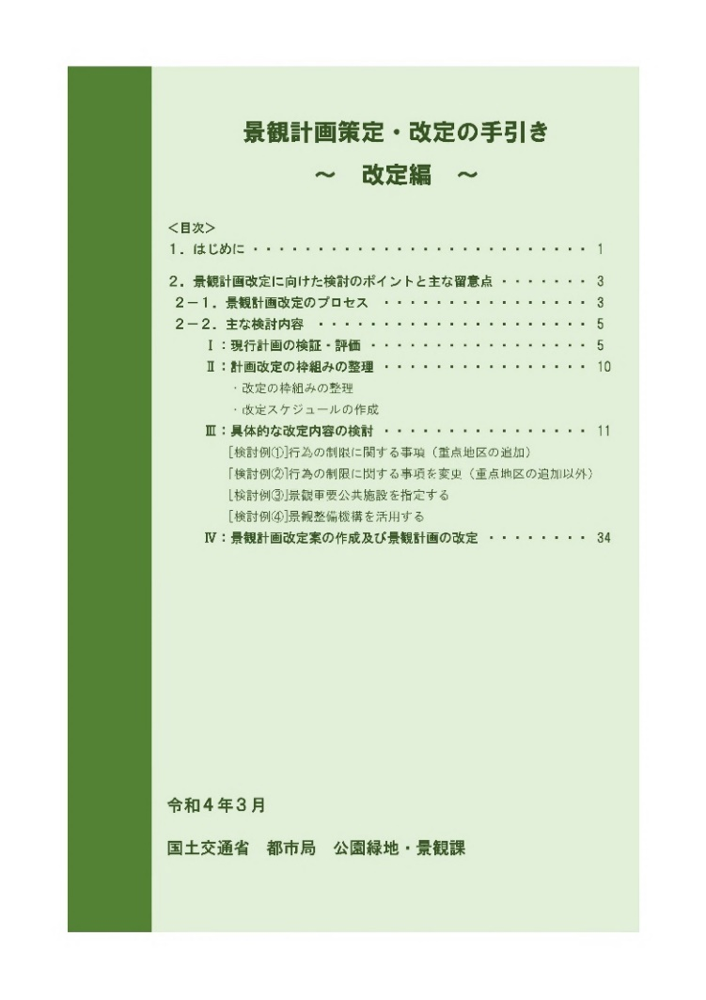 景観計画策定・改定の手引き
～ 改定編 ～
＜目次＞
１．はじめに ・・・・・・・・・・・・・・・・・・・・・・・・・・ 1
２．景観計画改定に向けた検討のポイントと主な留意点 ・・・・・・・ 3
２－１．景観計画改定のプロセス ・・・・・・・・・・・・・・・・ 3
２－２．主な検討内容 ・・・・・・・・・・・・・・・・・・・・・ 5
Ⅰ：現行計画の検証・評価 ・・・・・・・・・・・・・・・・・ 5
Ⅱ：計画改定の枠組みの整理 ・・・・・・・・・・・・・・・・ 10
・改定の枠組みの整理
・改定スケジュールの作成
Ⅲ：具体的な改定内容の検討 ・・・・・・・・・・・・・・・・ 11
［検討例①］行為の制限に関する事項（重点地区の追加）
［検討例②］行為の制限に関する事項を変更（重点地区の追加以外）
［検討例③］景観重要公共施設を指定する
［検討例④］景観整備機構を活用する
Ⅳ：景観計画改定案の作成及び景観計画の改定 ・・・・・・・・ 34
令和４年３月
国土交通省 都市局 公園緑地・景観課